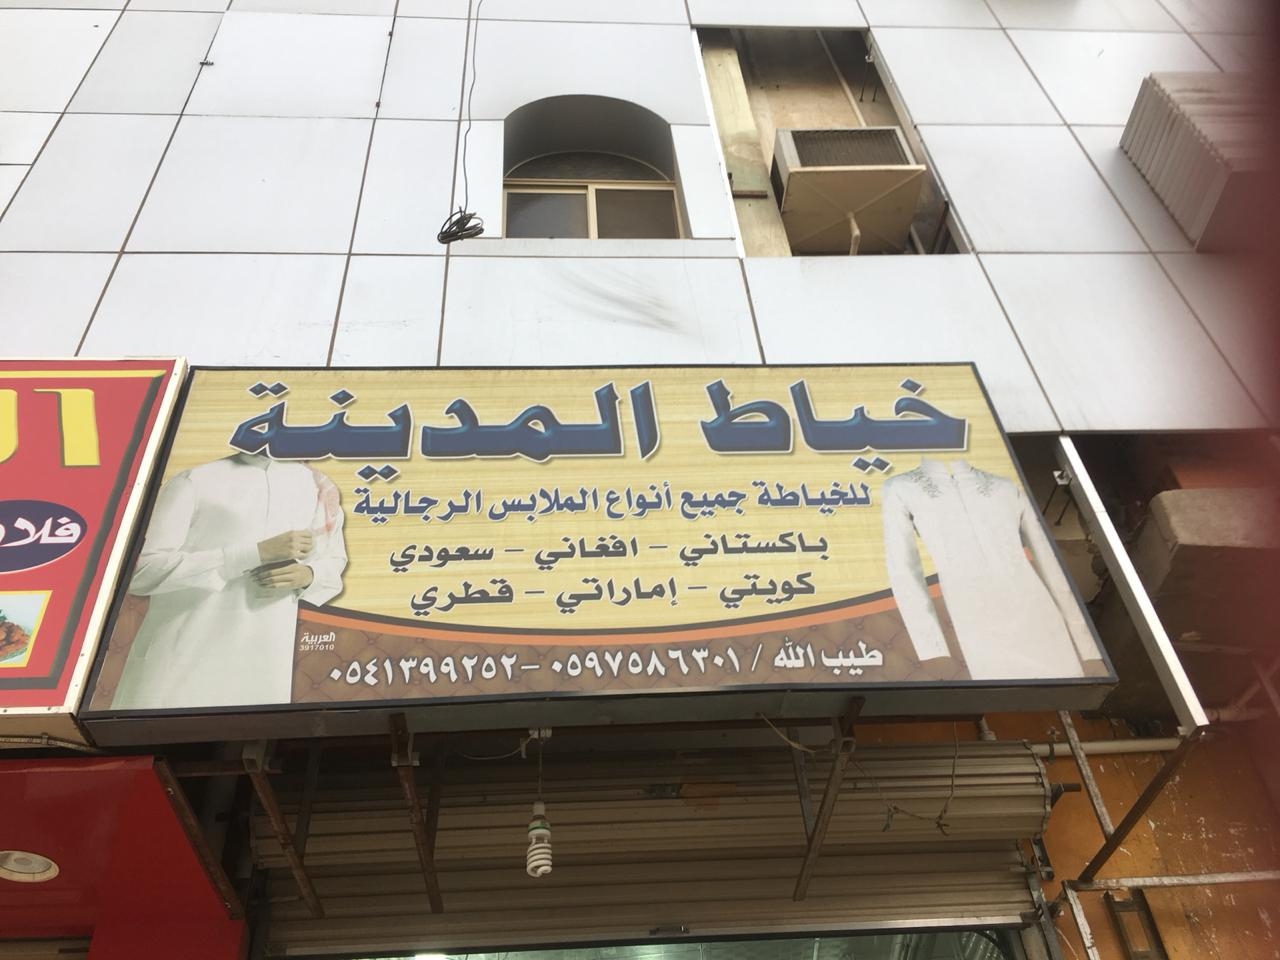 خياط المدينة
للخياطة جميع أنواع الملابس الرجالية
باكستاني - افغاني - سعودي
كويتي - إماراتي - قطري
طيب الله / ٠٥٩٧٥٨٦٣٠١ - ٠٥٤١٣٩٩٢٥٢
العربية
3917010